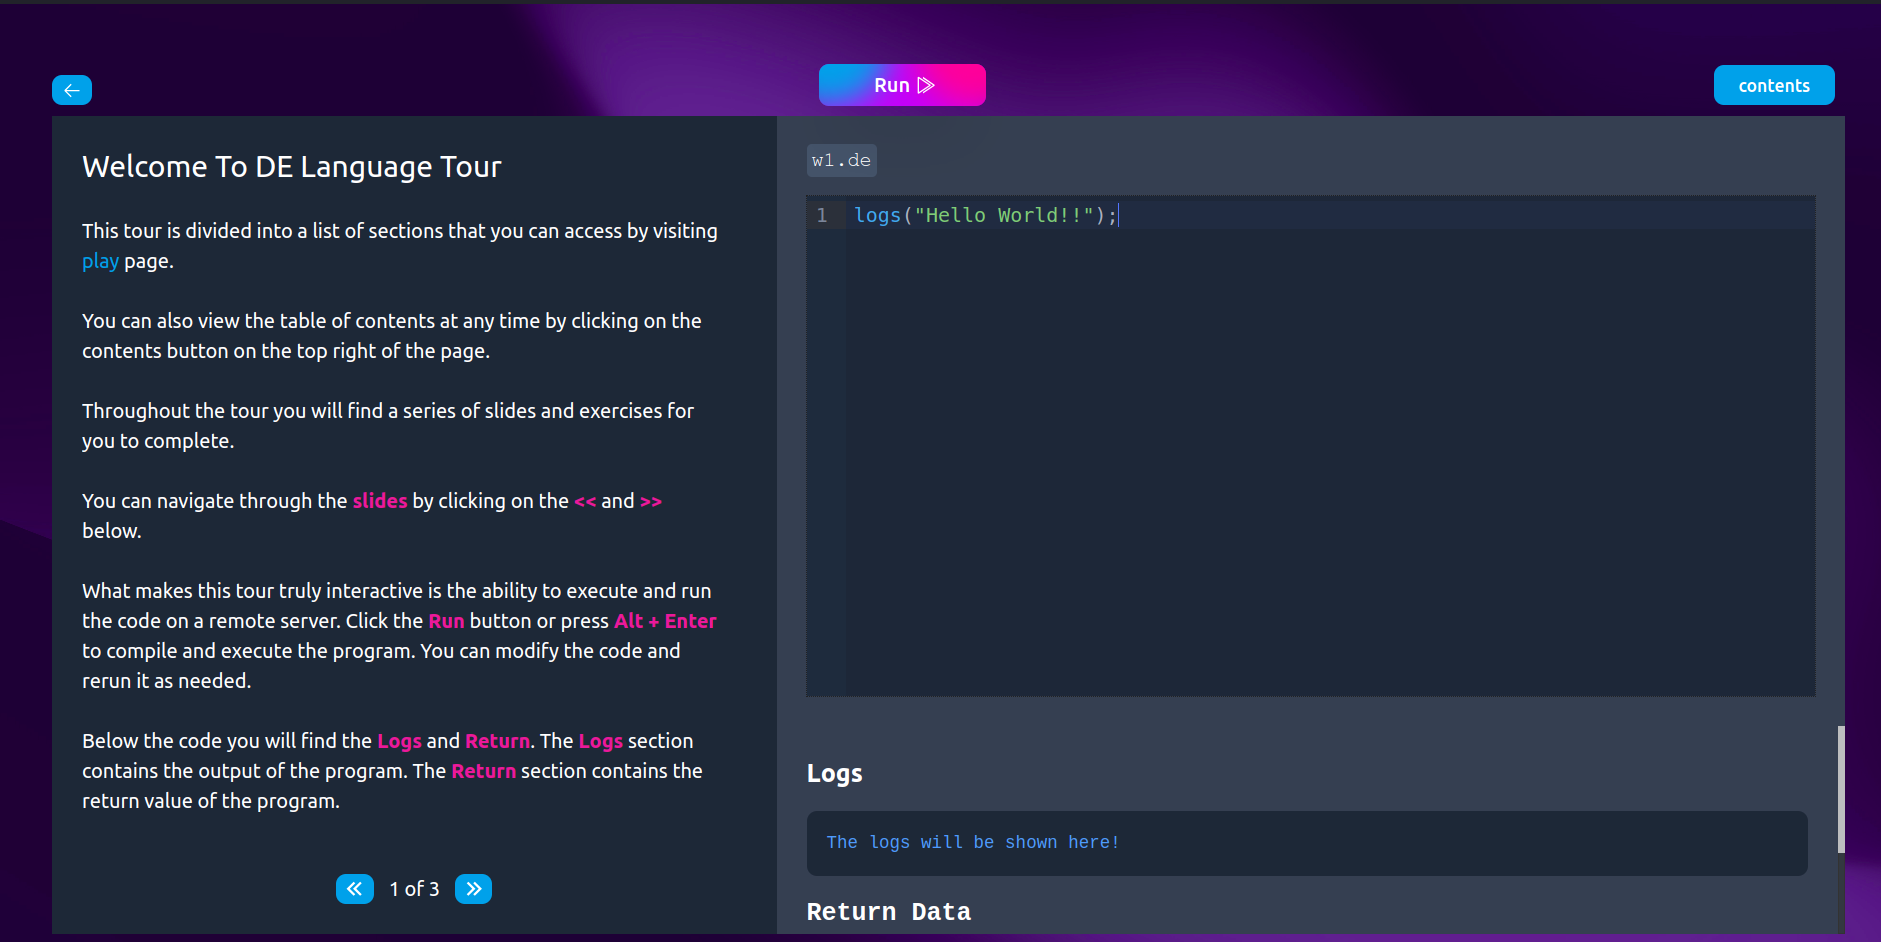 Run
contents
Welcome To DE Language Tour
This tour is divided into a list of sections that you can access by visiting
play page.
You can also view the table of contents at any time by clicking on the
contents button on the top right of the page.
Throughout the tour you will find a series of slides and exercises for
you to complete.
You can navigate through the slides by clicking on the << and >>
below.
What makes this tour truly interactive is the ability to execute and run
the code on a remote server. Click the Run button or press Alt + Enter
to compile and execute the program. You can modify the code and
rerun it as needed.
Below the code you will find the Logs and Return. The Logs section
contains the output of the program. The Return section contains the
return value of the program.
1 of 3
w1.de
1 logs("Hello World!!");
Logs
The logs will be shown here!
Return Data